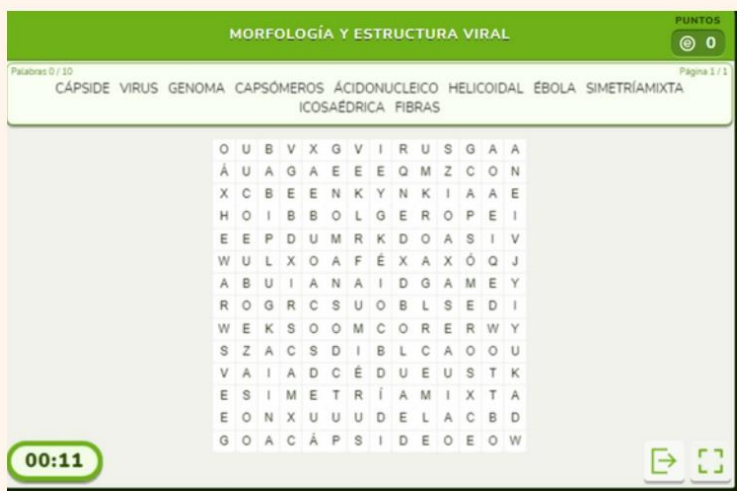 MORFOLOGÍA Y ESTRUCTURA VIRAL
PUNTOS
e 0
Palabras 0 / 10
Página 1 / 1
CÁPSIDE VIRUS GENOMA CAPSÓMEROS ÁCIDONUCLEICO HELICOIDAL ÉBOLA SIMETRÍAMIXTA
ICOSAÉDRICA FIBRAS
O U B V X G V I R U S G A A
Á U A G A E E E Q M Z C O N
X C B E E N K Y N K I A A E
H O I B B O L G E R O P E I
E E P D U M R K D O A S I V
W U L X O A F É X A X Ó Q J
A B U I A N A I D G A M E Y
R O G R C S U O B L S E D I
W E K S O O M C O R E R W Y
S Z A C S D I B L C A O O U
V A I A D C É D U E U S T K
E S I M E T R Í A M I X T A
E O N X U U U D E L A C B D
G O A C Á P S I D E O E O W
00:11